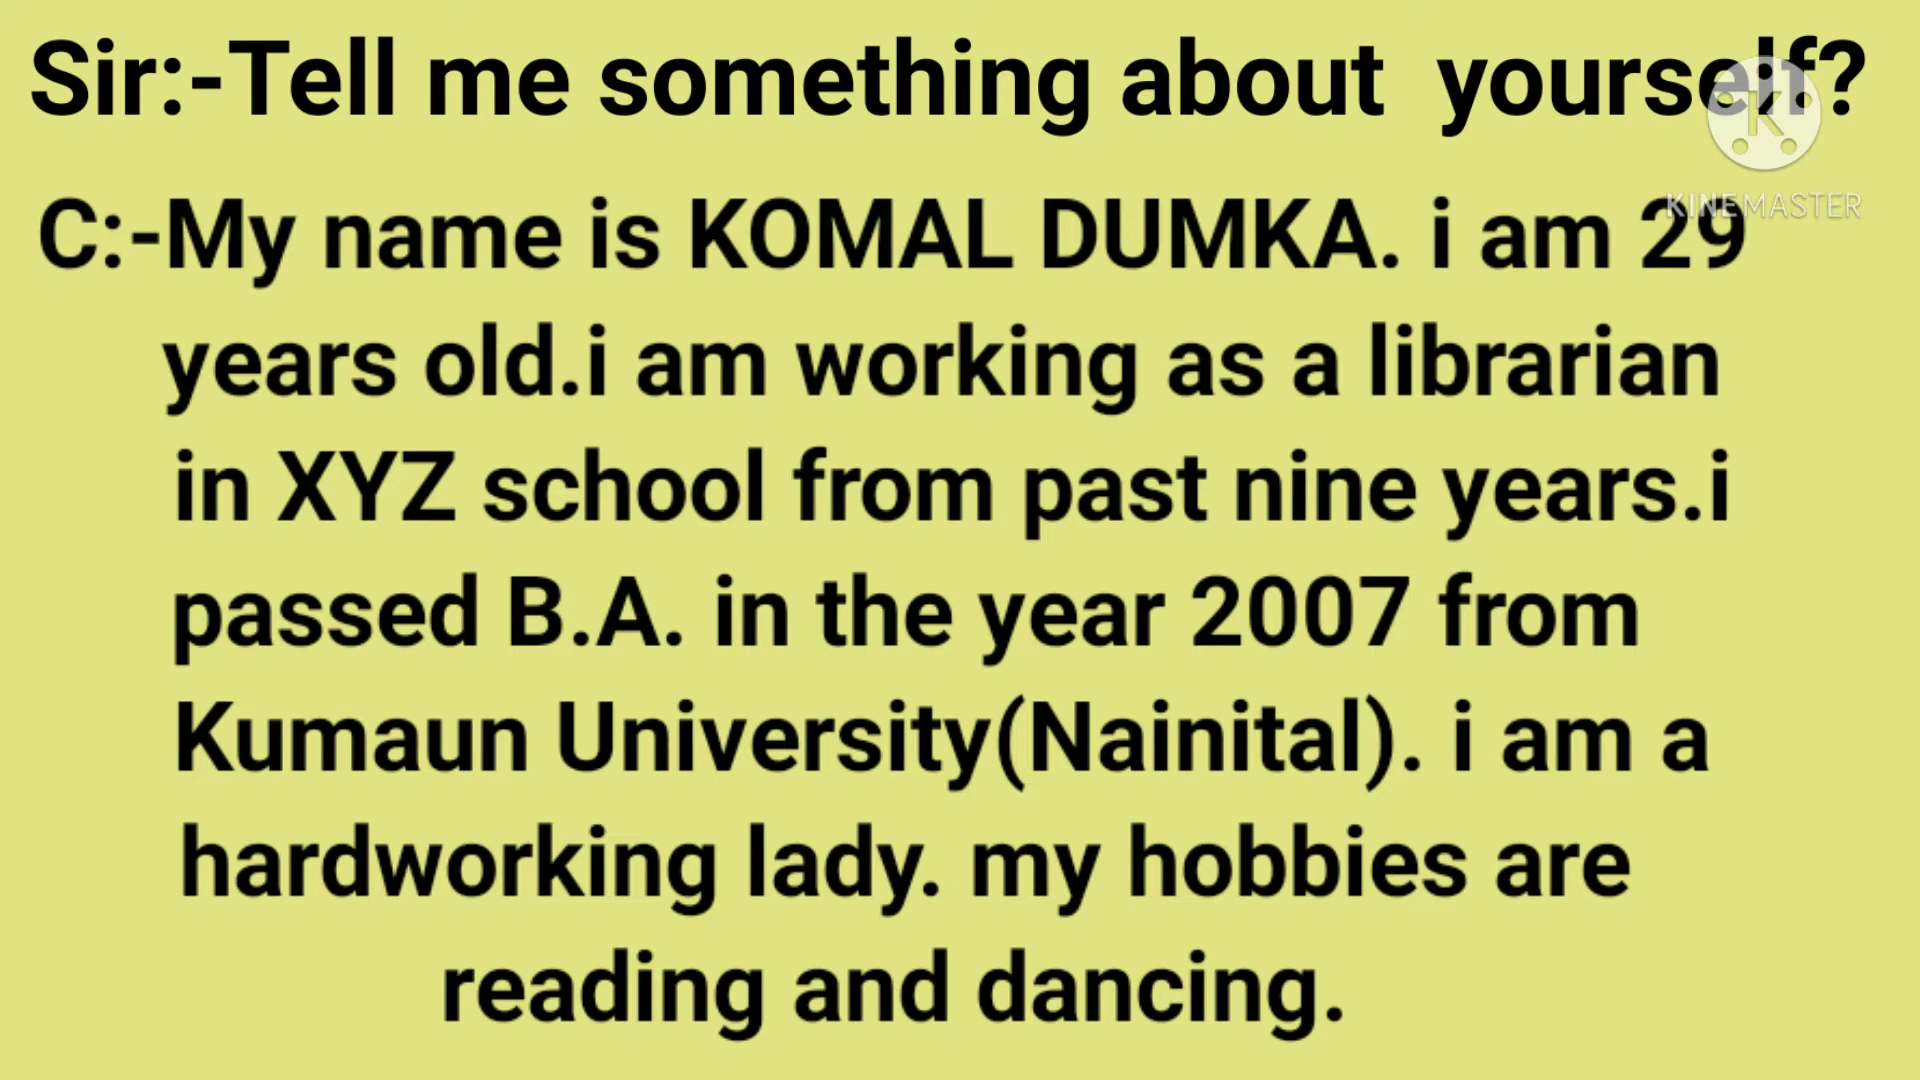 Sir:-Tell me something about yourself?
KINEMASTER
C:-My name is KOMAL DUMKA. i am 29
years old.i am working as a librarian
in XYZ school from past nine years.i
passed B.A. in the year 2007 from
Kumaun University(Nainital). i am a
hardworking lady. my hobbies are
reading and dancing.